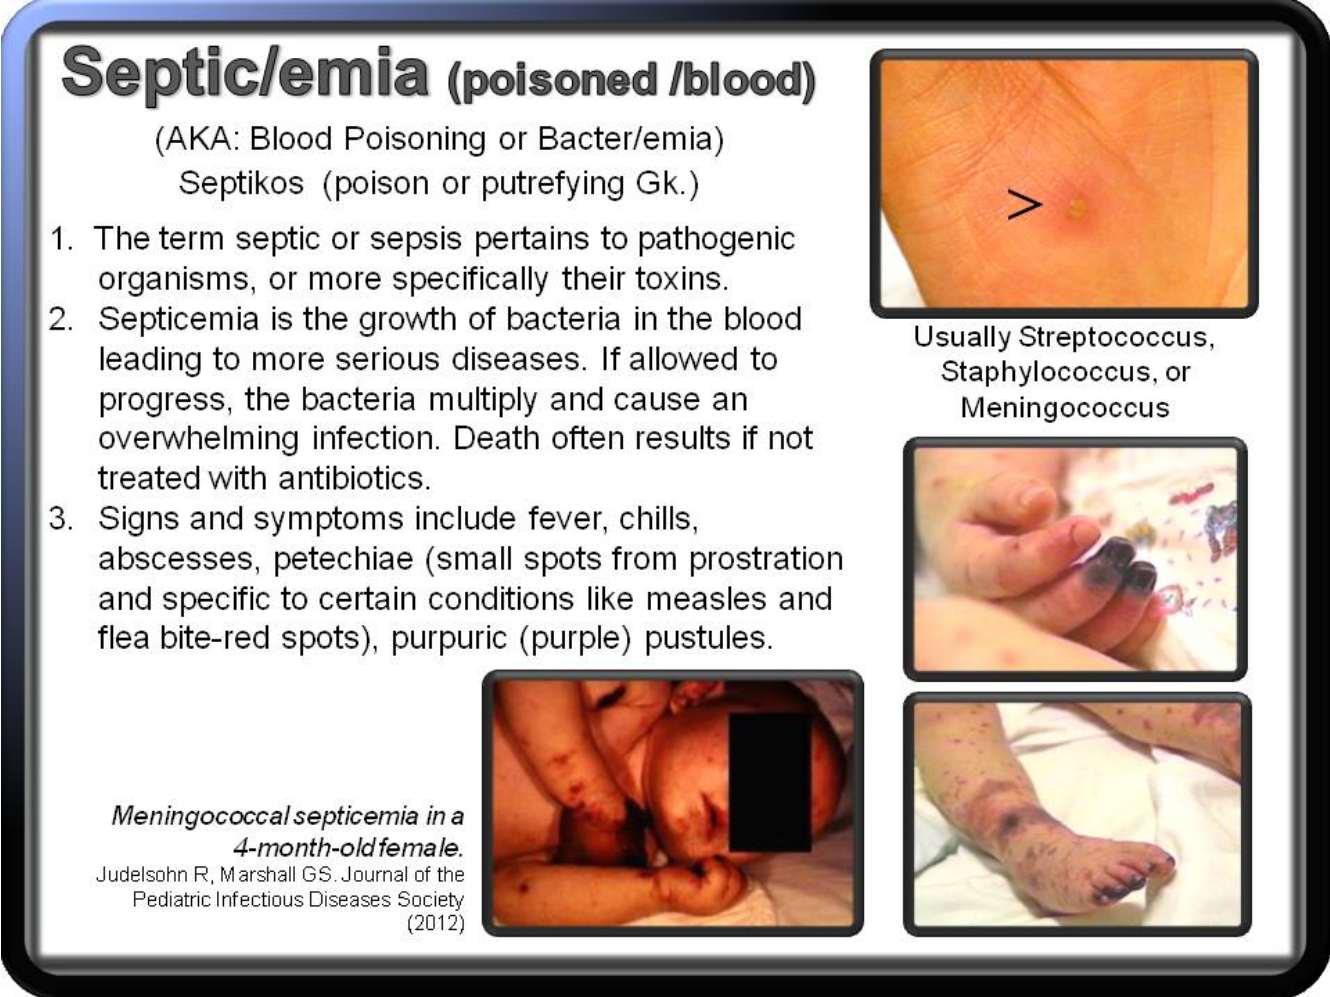 Septic/emia (poisoned /blood)
(AKA: Blood Poisoning or Bacter/emia)
Septikos (poison or putrefying Gk.)
1. The term septic or sepsis pertains to pathogenic
organisms, or more specifically their toxins.
2. Septicemia is the growth of bacteria in the blood
leading to more serious diseases. If allowed to
progress, the bacteria multiply and cause an
overwhelming infection. Death often results if not
treated with antibiotics.
3. Signs and symptoms include fever, chills,
abscesses, petechiae (small spots from prostration
and specific to certain conditions like measles and
flea bite-red spots), purpuric (purple) pustules.
>
Usually Streptococcus,
Staphylococcus, or
Meningococcus
Meningococcal septicemia in a
4-month-old female.
Judelsohn R, Marshall GS. Journal of the
Pediatric Infectious Diseases Society
(2012)